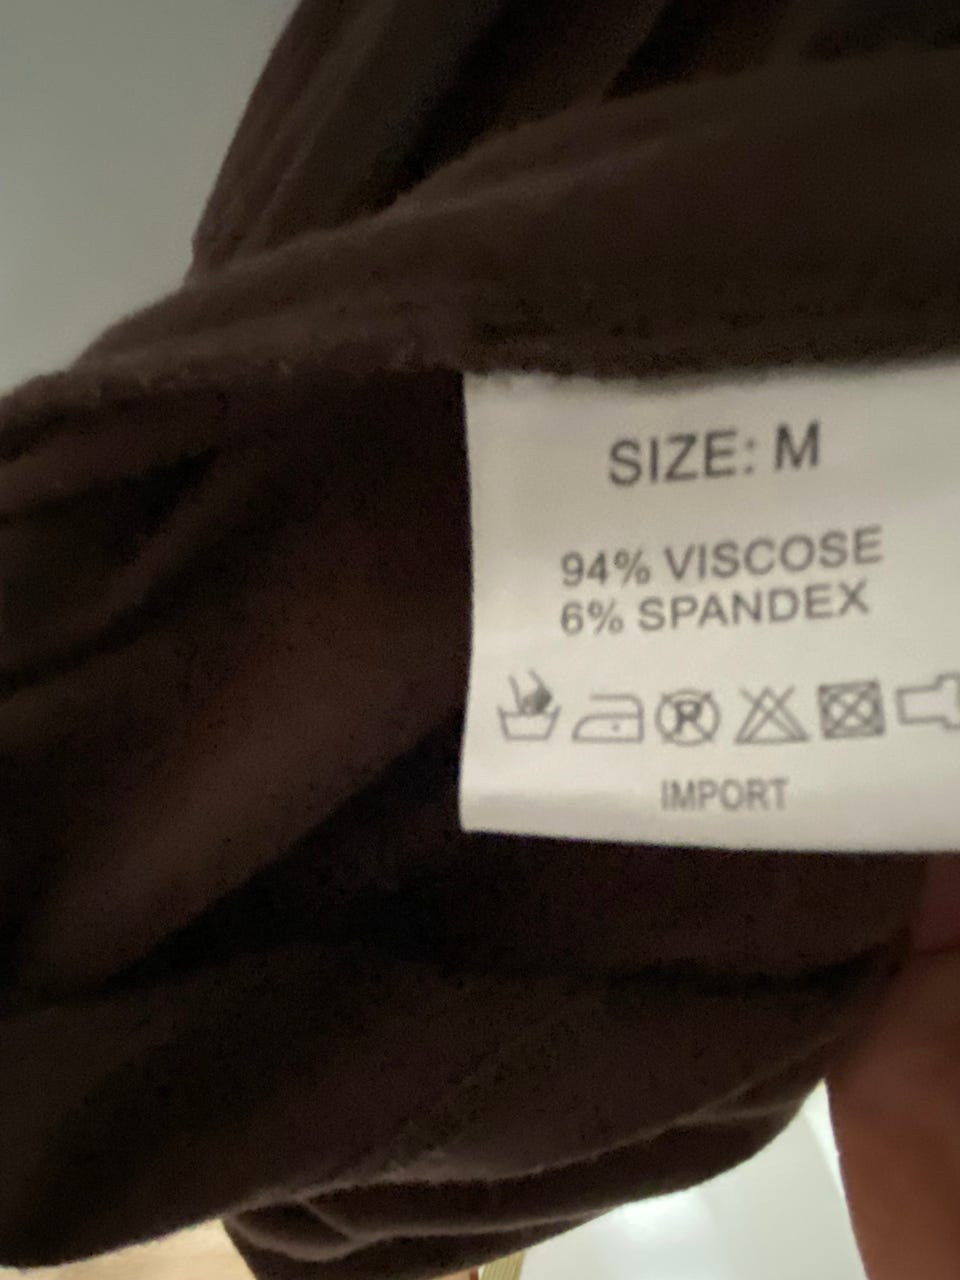 SIZE: M
94% VISCOSE
6% SPANDEX
R
IMPORT